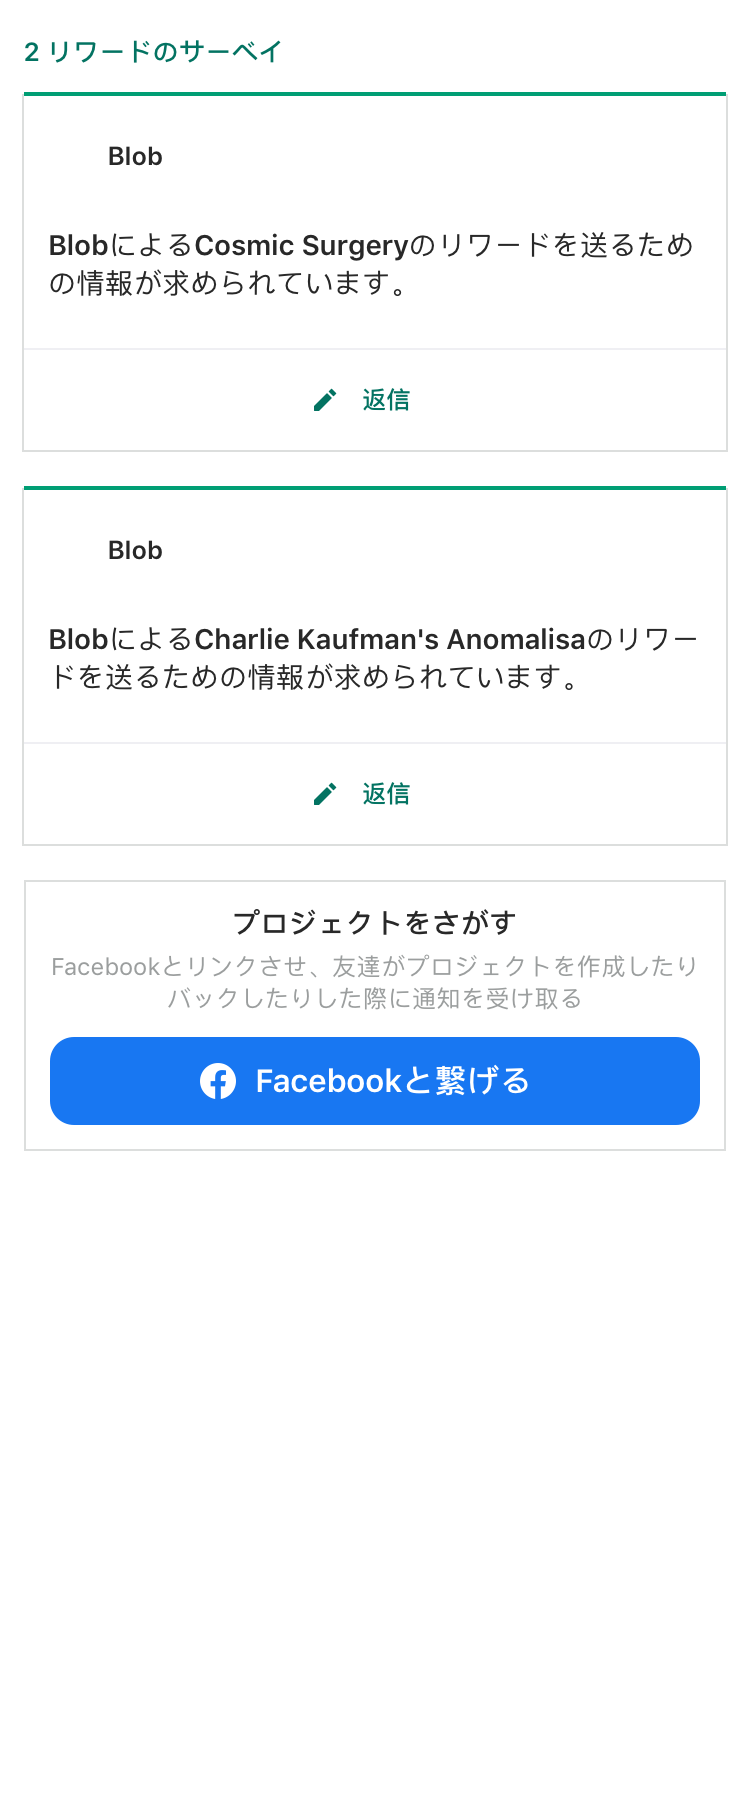 2 リワードのサーベイ
Blob
BlobによるCosmic Surgeryのリワードを送るため
の情報が求められています。
返信
Blob
BlobによるCharlie Kaufman's Anomalisaのリワー
ドを送るための情報が求められています。
返信
プロジェクトをさがす
Facebookとリンクさせ、友達がプロジェクトを作成したり
バックしたりした際に通知を受け取る
Facebookと繋げる